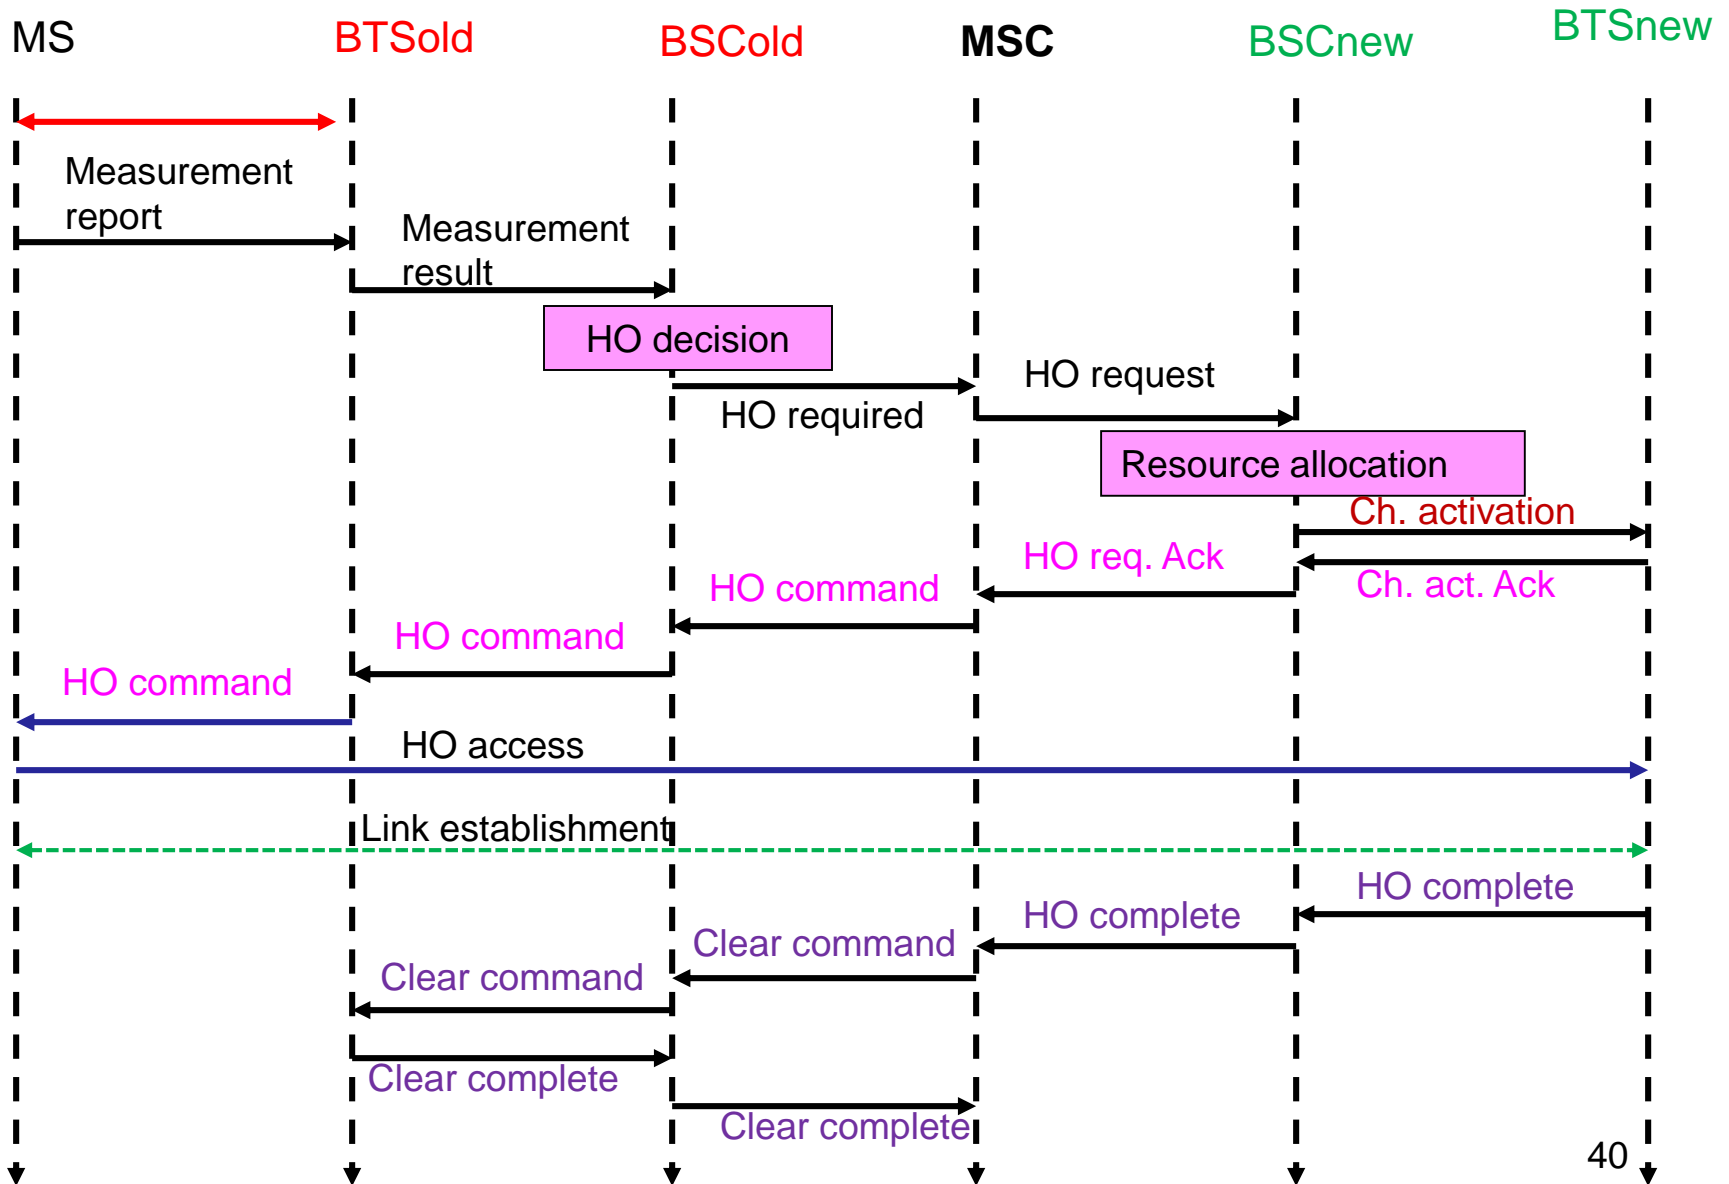 MS
BTSold
BSCold
MSC
BSCnew
BTSnew
Measurement
report
Measurement
result
HO decision
HO required
HO request
Resource allocation
Ch. activation
Ch. act. Ack
HO req. Ack
HO command
HO command
HO command
HO access
Link establishment
HO complete
HO complete
Clear command
Clear command
Clear complete
Clear complete
40